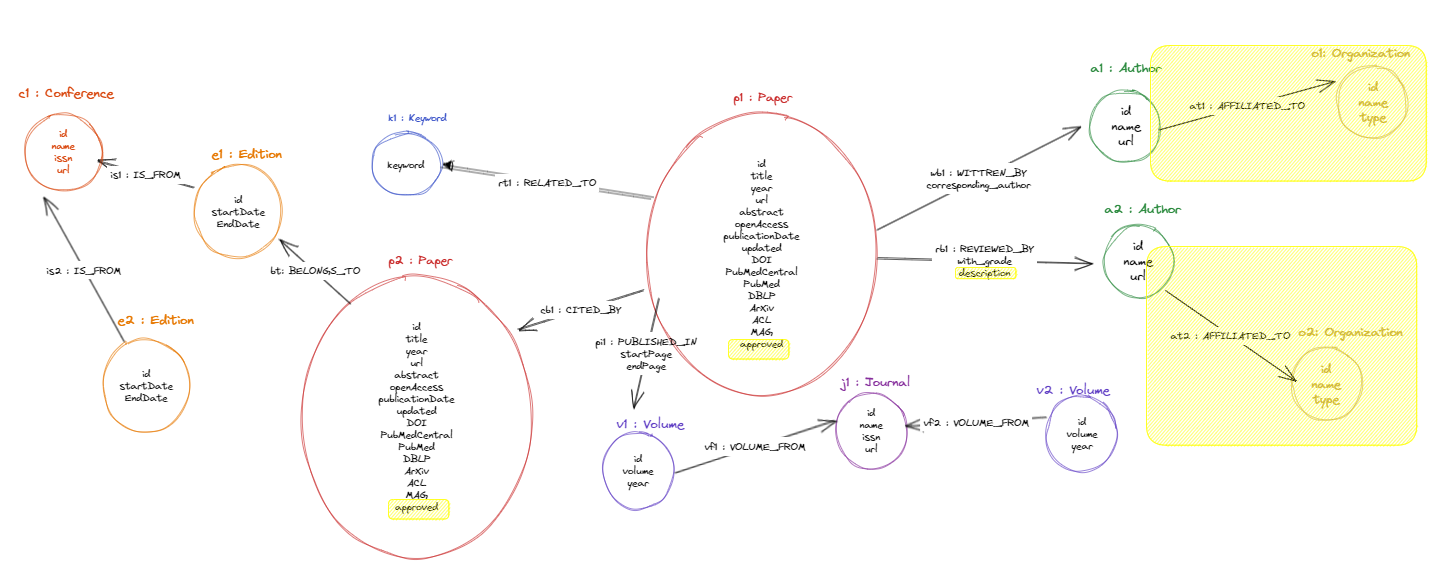 c1 : Conference
id
name
issn
url
is1 : IS_FROM
e1 : Edition
id
startDate
EndDate
is2 : IS_FROM
e2 : Edition
id
startDate
EndDate
bt: BELONGS_TO
k1 : Keyword
keyword
rt1 : RELATED_TO
p2 : Paper
id
title
year
url
abstract
openAccess
publicationDate
updated
DOI
PubMedCentral
PubMed
DBLP
ArXiv
ACL
MAG
approved
cb1 : CITED_BY
p1 : Paper
id
title
year
url
abstract
openAccess
publicationDate
updated
DOI
PubMedCentral
PubMed
DBLP
ArXiv
ACL
MAG
approved
pi1 : PUBLISHED_IN
startPage
endPage
v1 : Volume
id
volume
year
vf1 : VOLUME_FROM
j1 : Journal
id
name
issn
url
vf2 : VOLUME_FROM
v2 : Volume
id
volume
year
wb1 : WITTREN_BY
corresponding_author
a1 : Author
id
name
url
at1 : AFFILIATED_TO
o1: Organization
id
name
type
rb1 : REVIEWED_BY
with_grade
description
a2 : Author
id
name
url
at2 : AFFILIATED_TO
o2: Organization
id
name
type